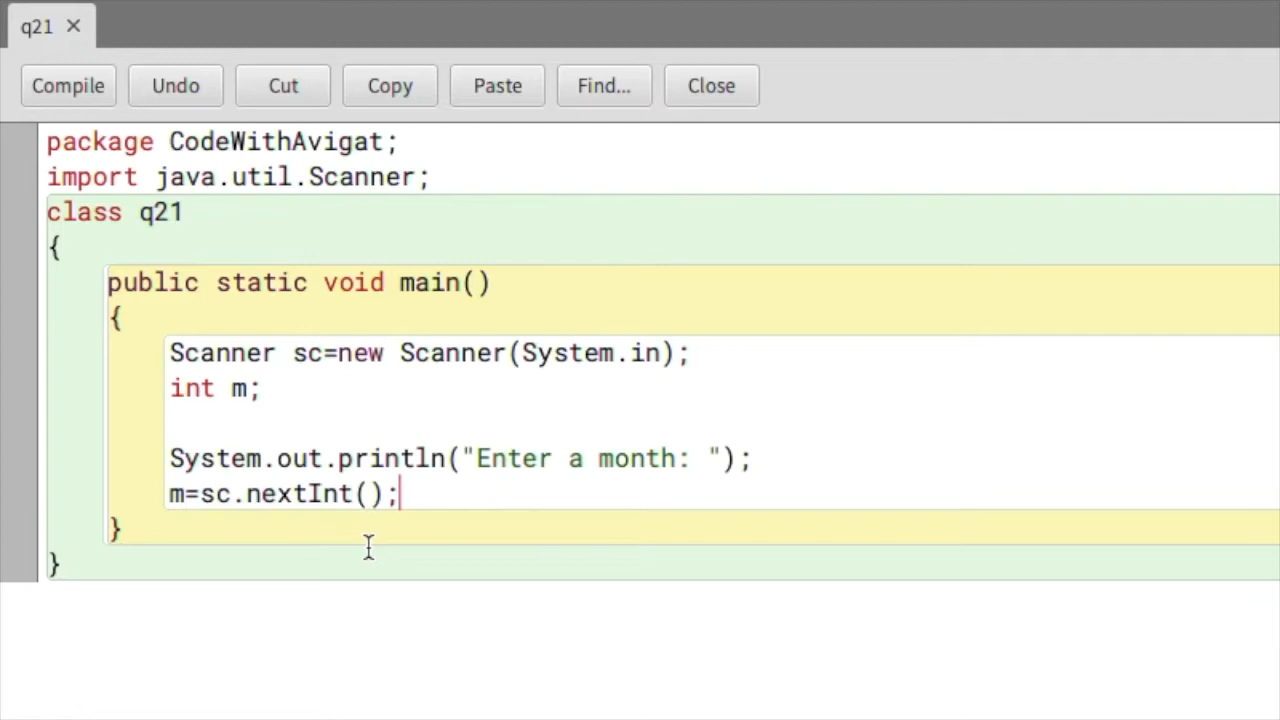 q21 ×
Compile Undo Cut Copy Paste Find... Close
package CodeWithAvigat;
import java.util.Scanner;
class q21
{
public static void main()
{
Scanner sc=new Scanner(System.in);
int m;
System.out.println("Enter a month: ");
m=sc.nextInt();
}
}